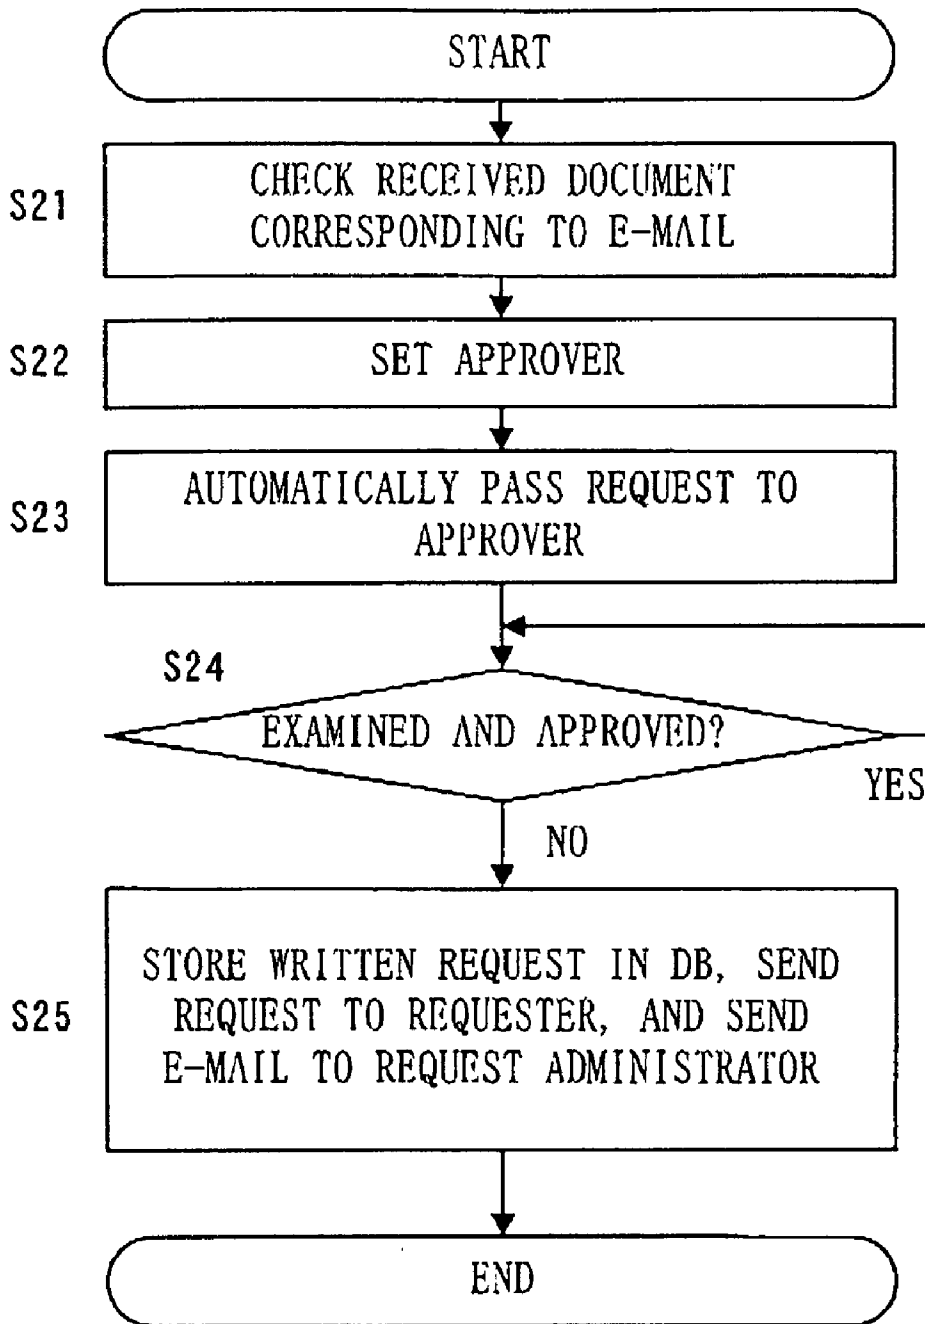 START
S21
CHECK RECEIVED DOCUMENT
CORRESPONDING TO E-MAIL
S22
SET APPROVER
S23
AUTOMATICALLY PASS REQUEST TO
APPROVER
S24
EXAMINED AND APPROVED?
YES
NO
S25
STORE WRITTEN REQUEST IN DB, SEND
REQUEST TO REQUESTER, AND SEND
E-MAIL TO REQUEST ADMINISTRATOR
END